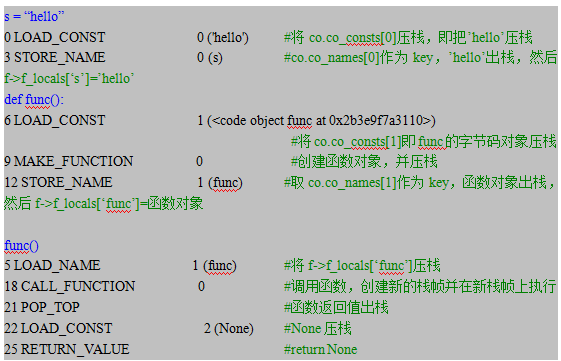 s = “hello”
0 LOAD_CONST 0 ('hello') #将 co.co_consts[0]压栈，即把’hello’压栈
3 STORE_NAME 0 (s) #co.co_names[0]作为 key，’hello’出栈，然后
f->f_locals[‘s’]=’hello’
def func():
6 LOAD_CONST 1 (<code object func at 0x2b3e9f7a3110>)
#将 co.co_consts[1]即 func 的字节码对象压栈
9 MAKE_FUNCTION 0 #创建函数对象，并压栈
12 STORE_NAME 1 (func) #取 co.co_names[1]作为 key，函数对象出栈，
然后 f->f_locals[‘func’]=函数对象
func()
5 LOAD_NAME 1 (func) #将 f->f_locals[‘func’]压栈
18 CALL_FUNCTION 0 #调用函数，创建新的栈帧并在新栈帧上执行
21 POP_TOP #函数返回值出栈
22 LOAD_CONST 2 (None) #None 压栈
25 RETURN_VALUE #return None